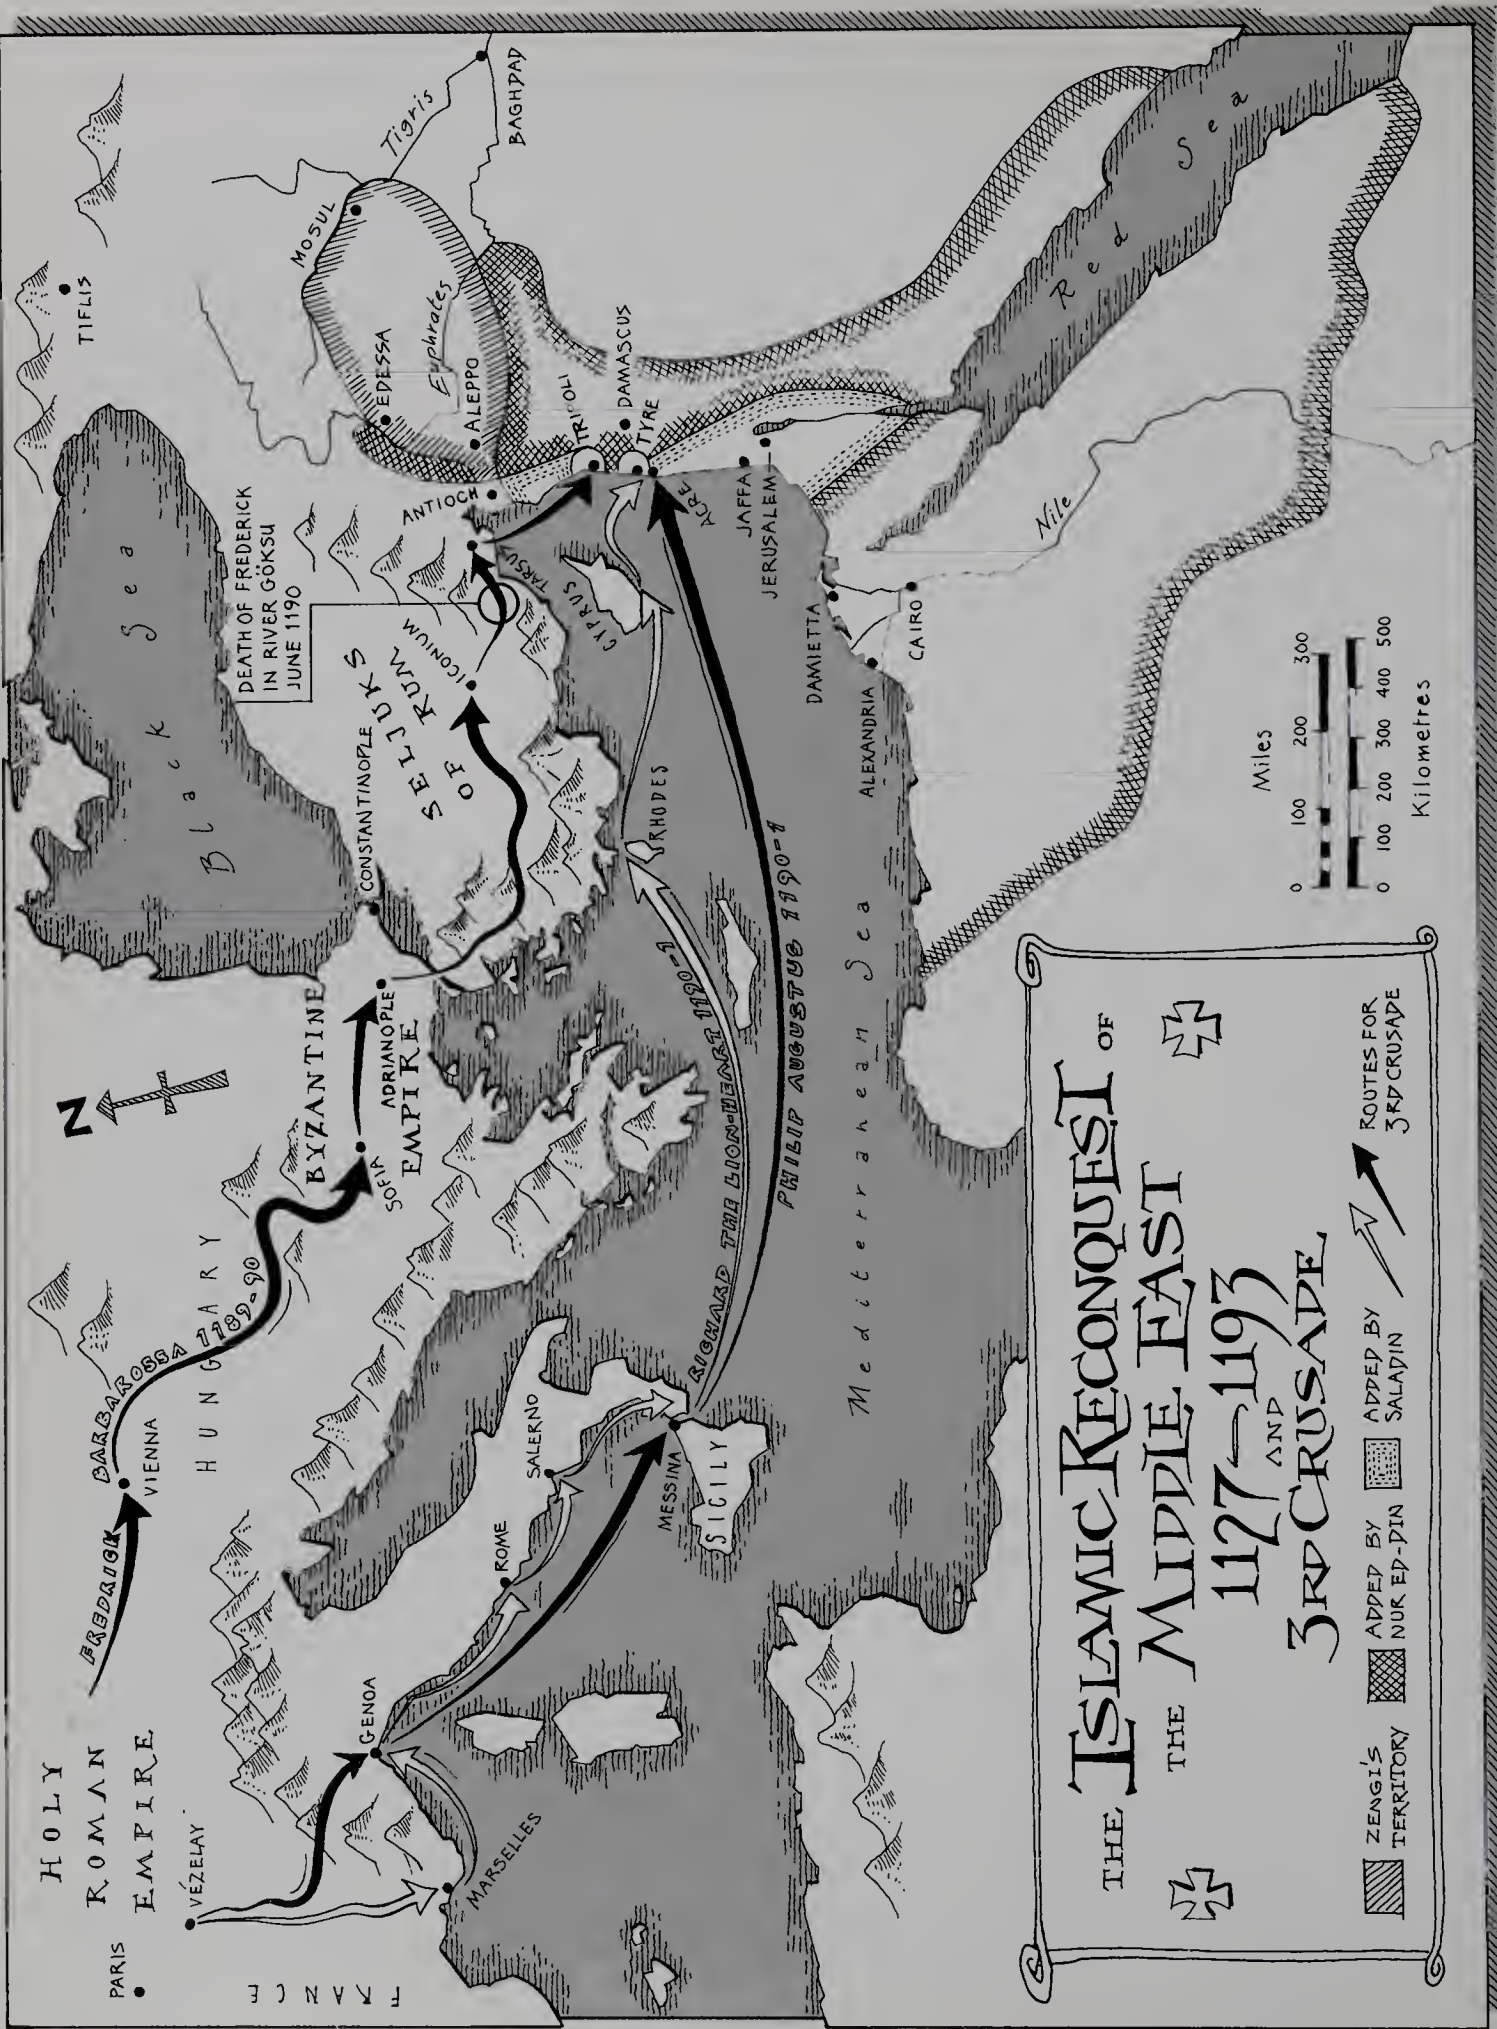 THE ISLAMIC RECONQUEST OF
THE MIDDLE EAST
1127–1193
AND
3RD CRUSADE
ZENGI'S
TERRITORY
ADDED BY
NUR ED-DIN
ADDED BY
SALADIN
ROUTES FOR
3RD CRUSADE
Miles
0 100 200 300
0 100 200 300 400 500
Kilometres
N
HOLY
ROMAN
EMPIRE
PARIS
FRANCE
VÉZELAY
MARSELLES
GENOA
ROME
SALERNO
MESSINA
SICILY
FREDRICK BARBAROSSA 1189-90
VIENNA
HUNGARY
SOFIA
BYZANTINE
EMPIRE
ADRIANOPLE
CONSTANTINOPLE
Black Sea
SELJUKS
OF RUM
ICONIUM
DEATH OF FREDERICK
IN RIVER GÖKSU
JUNE 1190
TARSUS
ANTIOCH
TIFLIS
MOSUL
Tigris
BAGHDAD
EDESSA
Euphrates
ALEPPO
TRIPOLI
DAMASCUS
TYRE
ACRE
JAFFA
JERUSALEM
CYPRUS
RHODES
RICHARD THE LION-HEART 1190-1
PHILIP AUGUSTUS 1190-1
Mediterranean Sea
DAMIETTA
ALEXANDRIA
CAIRO
Nile
Red Sea